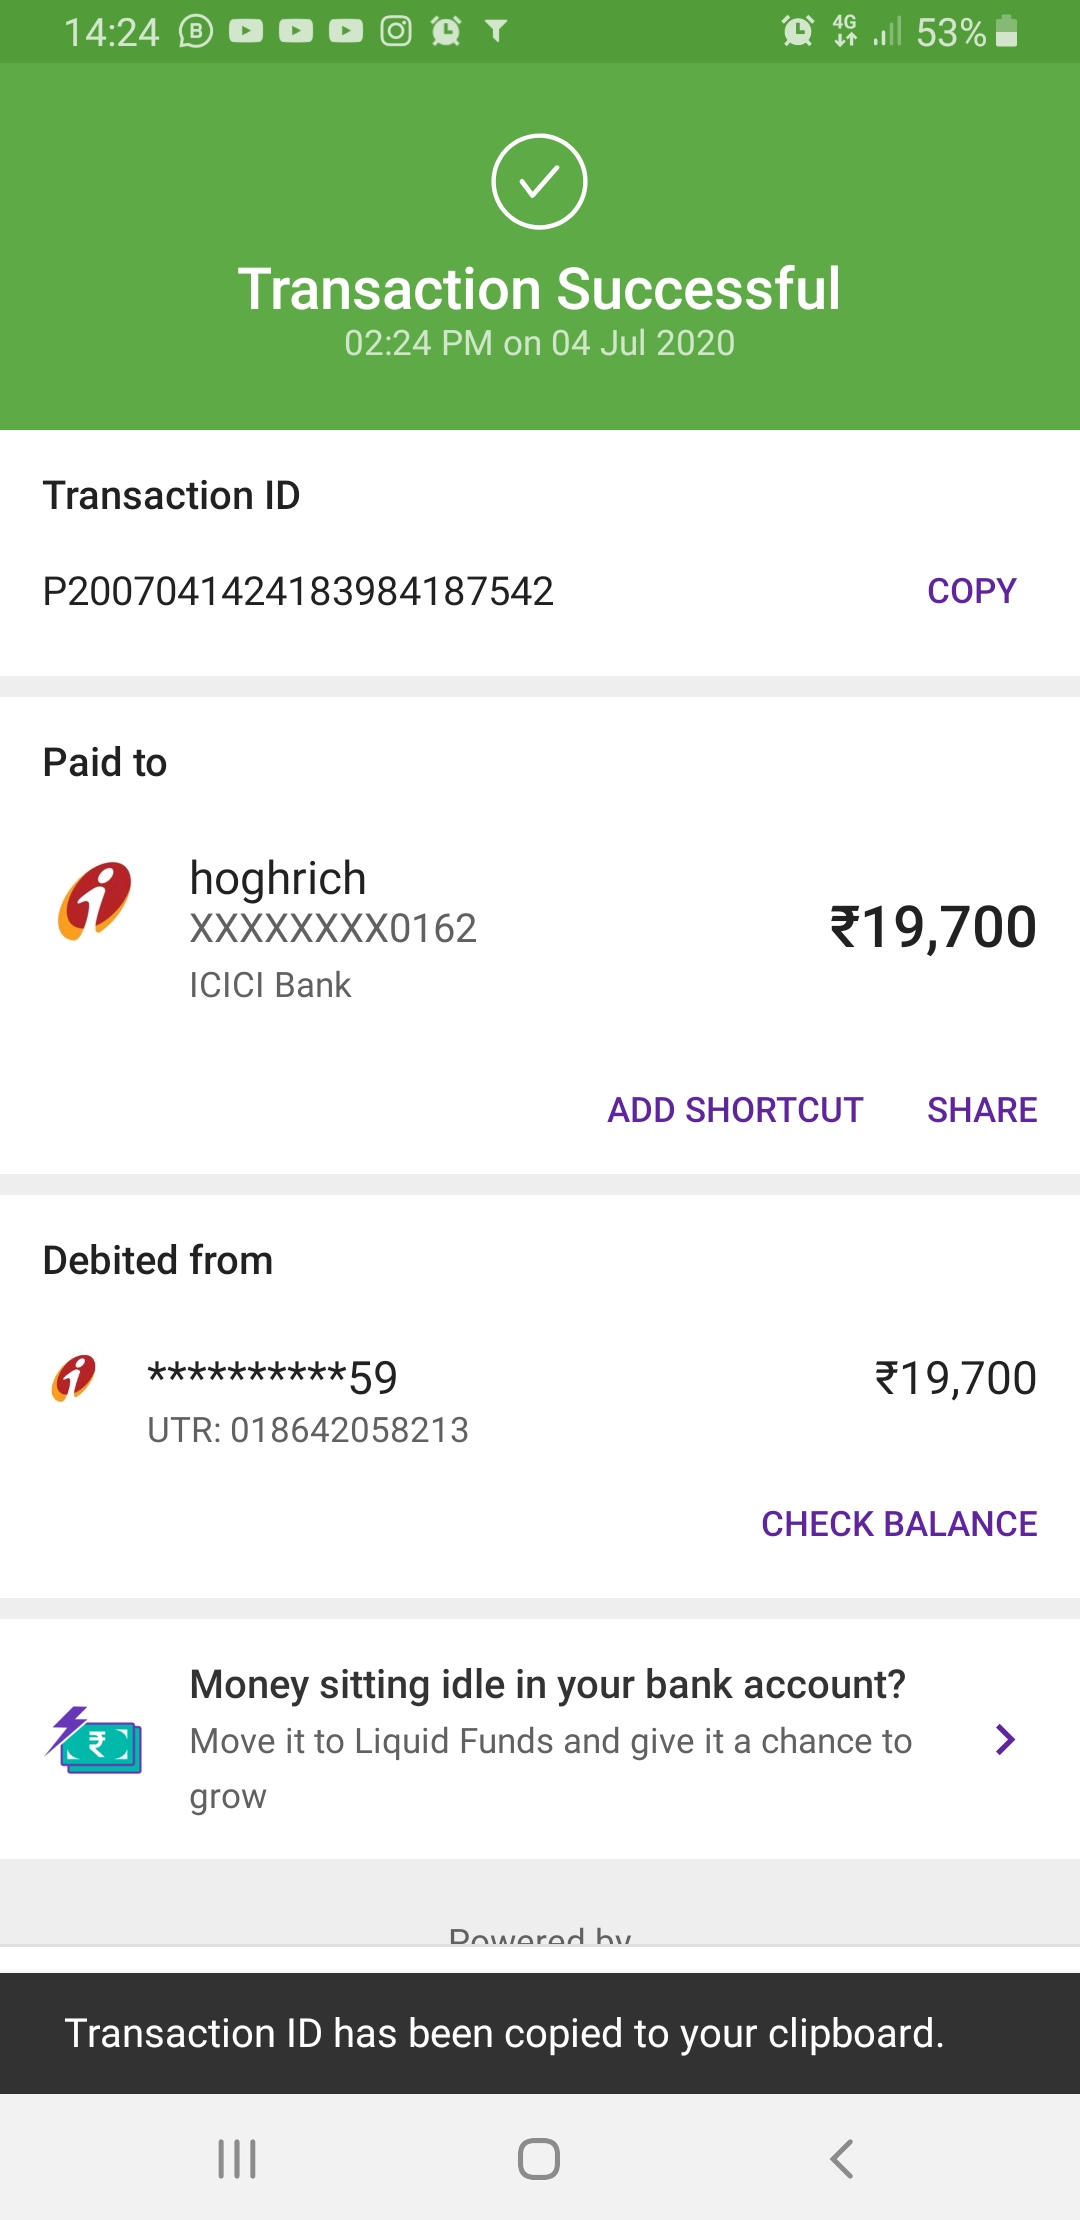 14:24 4G 53%
Transaction Successful
02:24 PM on 04 Jul 2020
Transaction ID
P2007041424183984187542 COPY
Paid to
hoghrich
XXXXXXXX0162 ₹19,700
ICICI Bank
ADD SHORTCUT SHARE
Debited from
**********59 ₹19,700
UTR: 018642058213
CHECK BALANCE
Money sitting idle in your bank account?
Move it to Liquid Funds and give it a chance to
grow
Powered by
Transaction ID has been copied to your clipboard.